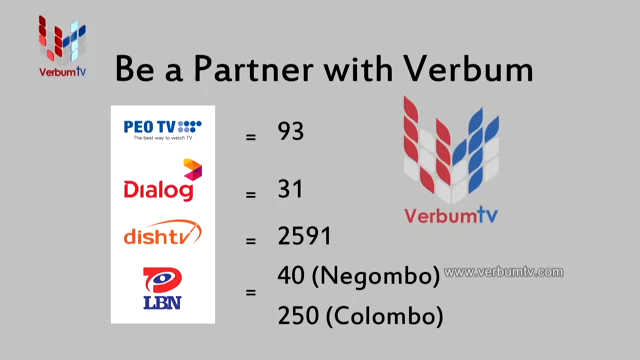 VerbumTV
Be a Partner with Verbum
PEO TV = 93
The best way to watch TV
Dialog = 31
dishtv = 2591
LBN = 40 (Negombo)
250 (Colombo)
VerbumTV
www.verbumtv.com